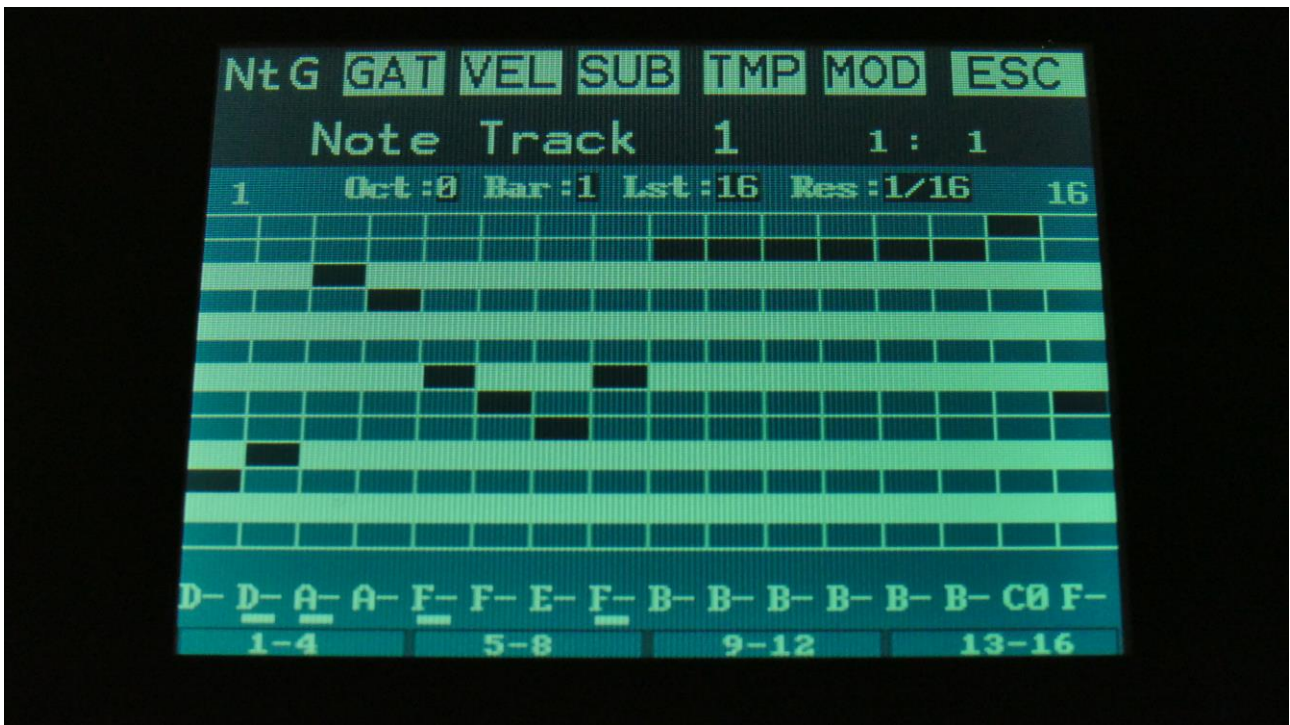 NtG GAT VEL SUB TMP MOD ESC
Note Track 1 1: 1
1 Oct:0 Bar:1 Lst:16 Res:1/16 16
D- D- A- A- F- F- E- F- B- B- B- B- B- B- C0 F-
1-4 5-8 9-12 13-16